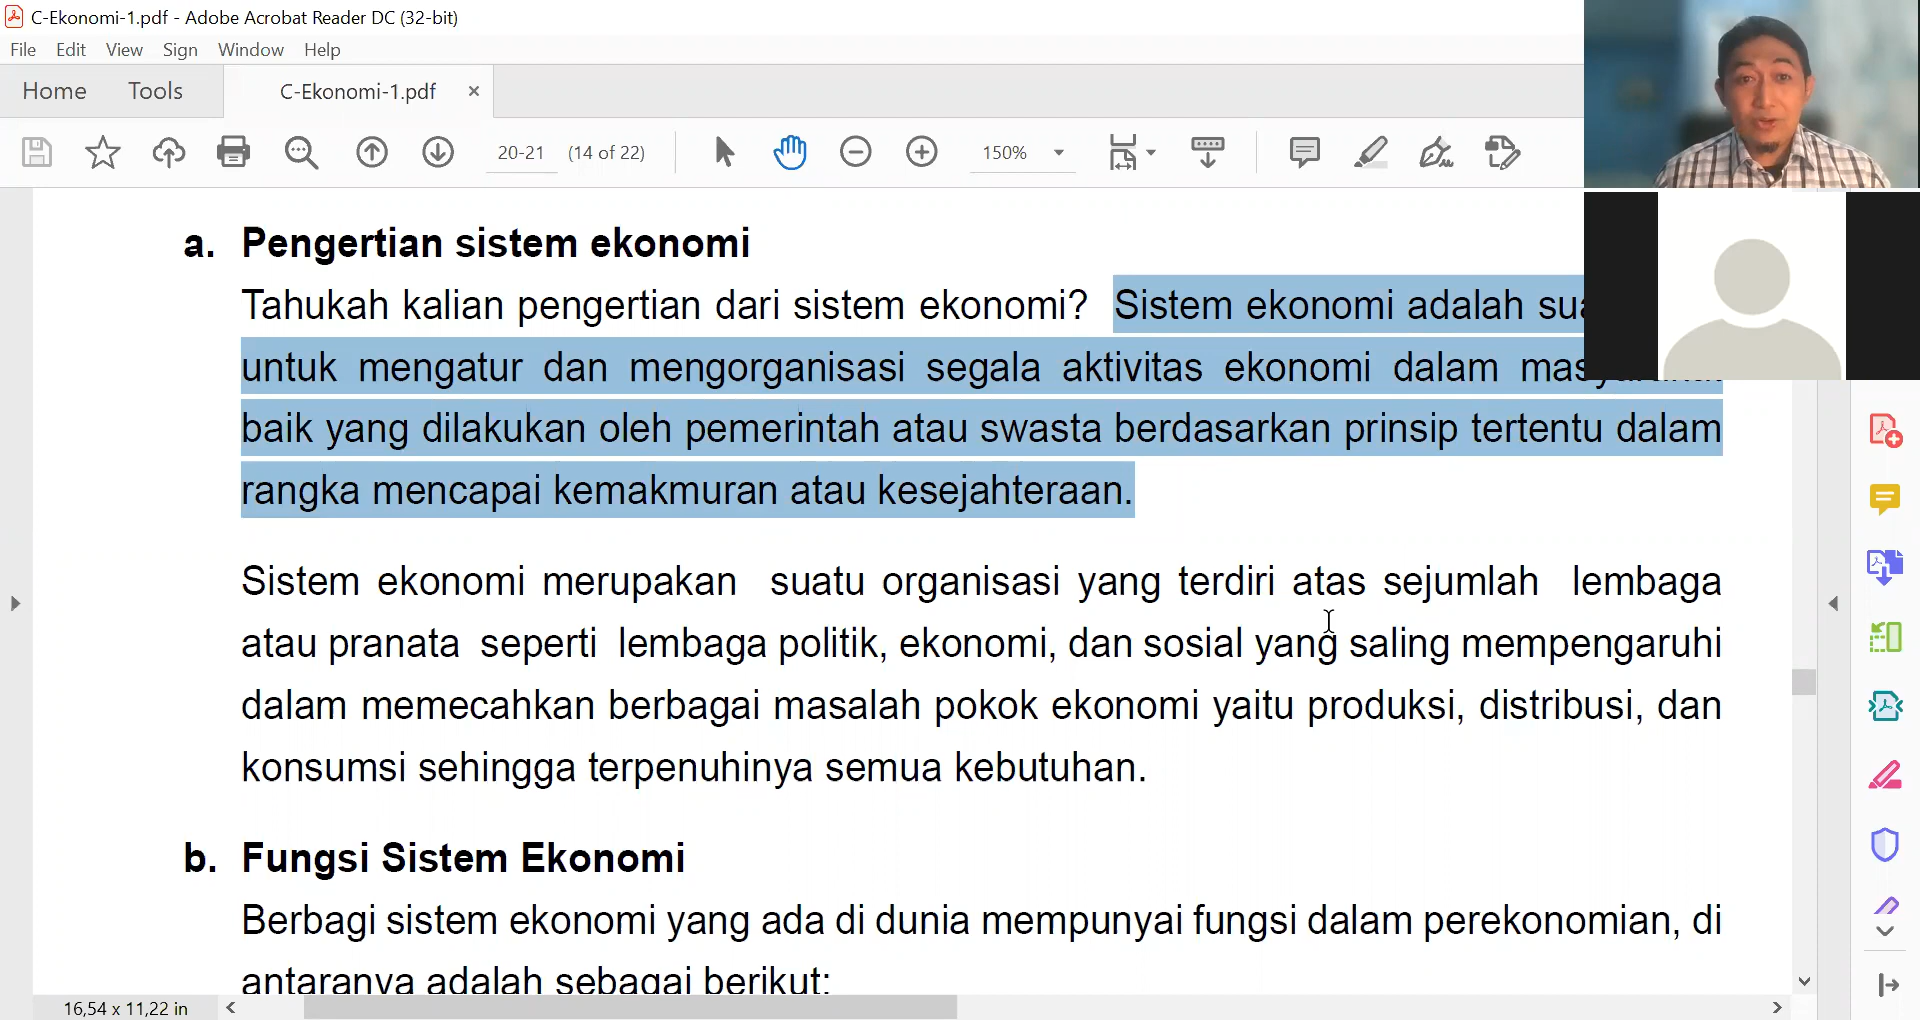 C-Ekonomi-1.pdf - Adobe Acrobat Reader DC (32-bit)
File Edit View Sign Window Help
Home Tools C-Ekonomi-1.pdf ×
20-21 (14 of 22) 150%
a. Pengertian sistem ekonomi
Tahukah kalian pengertian dari sistem ekonomi? Sistem ekonomi adalah
untuk mengatur dan mengorganisasi segala aktivitas ekonomi dalam
baik yang dilakukan oleh pemerintah atau swasta berdasarkan prinsip tertentu dalam
rangka mencapai kemakmuran atau kesejahteraan.
Sistem ekonomi merupakan suatu organisasi yang terdiri atas sejumlah lembaga
atau pranata seperti lembaga politik, ekonomi, dan sosial yang saling mempengaruhi
dalam memecahkan berbagai masalah pokok ekonomi yaitu produksi, distribusi, dan
konsumsi sehingga terpenuhinya semua kebutuhan.
b. Fungsi Sistem Ekonomi
Berbagi sistem ekonomi yang ada di dunia mempunyai fungsi dalam perekonomian, di
antaranya adalah sebagai berikut:
16,54 x 11,22 in